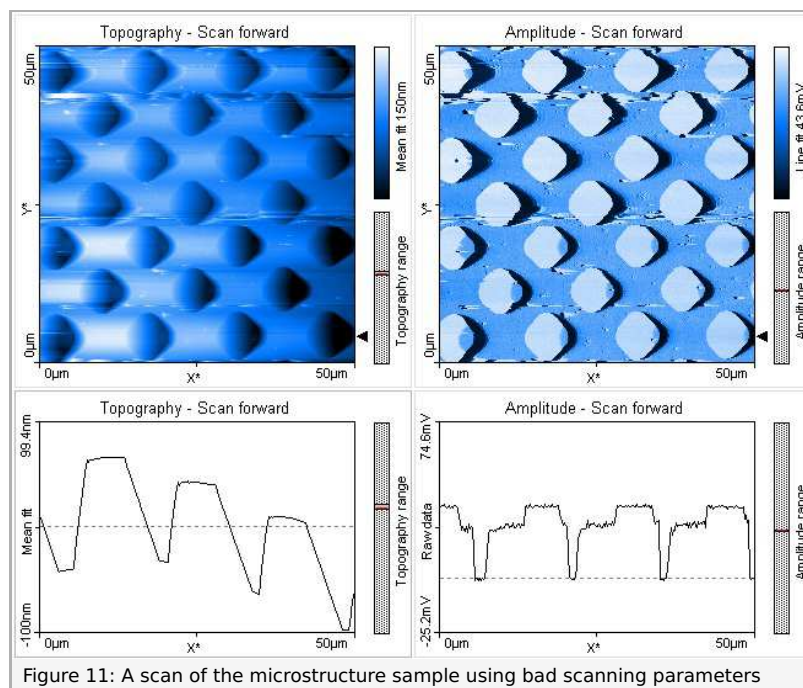 Topography - Scan forward
50µm
Y*
0µm
0µm
X*
50µm
Mean fit 150nm
Topography range
Amplitude - Scan forward
50µm
Y*
0µm
0µm
X*
50µm
Line fit 43.6mV
Amplitude range
Topography - Scan forward
99.4nm
Mean fit
-100nm
0µm
X*
50µm
Topography range
Amplitude - Scan forward
74.6mV
Raw data
-25.2mV
0µm
X*
50µm
Amplitude range
Figure 11: A scan of the microstructure sample using bad scanning parameters